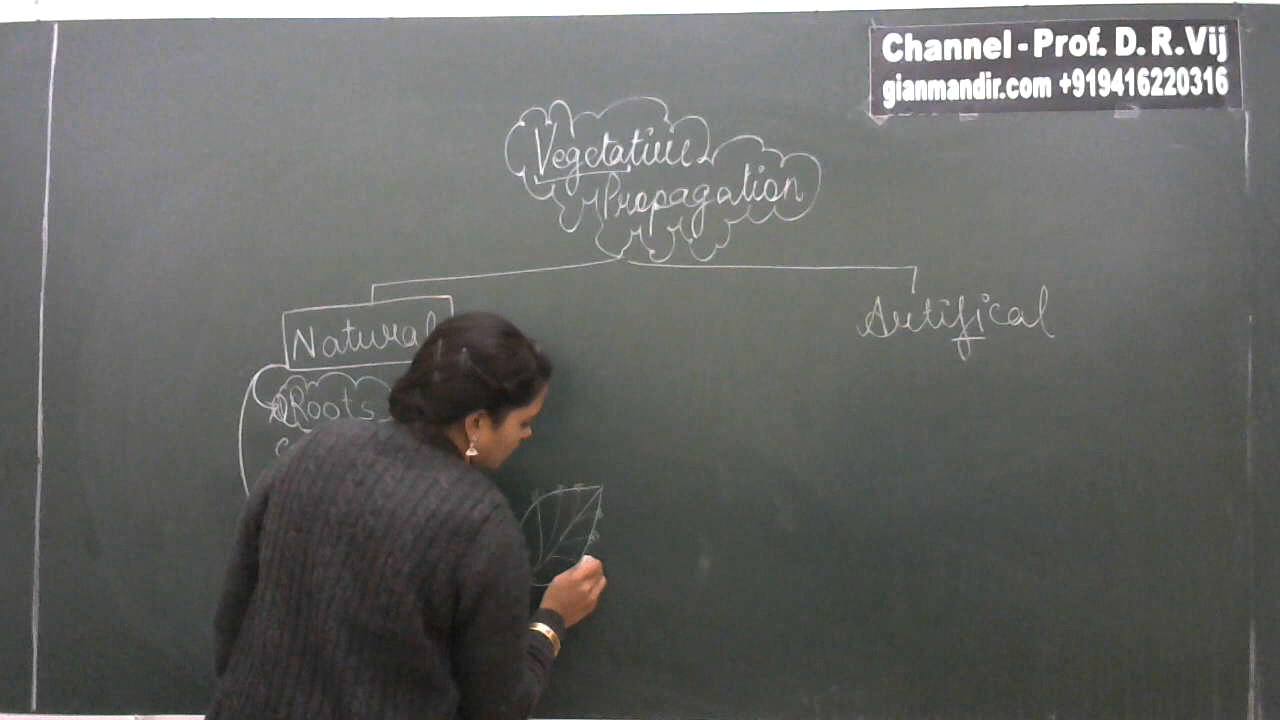 Channel - Prof. D. R. Vij
gianmandir.com +919416220316
Vegetative
Propagation
Natural
Artifical
Roots